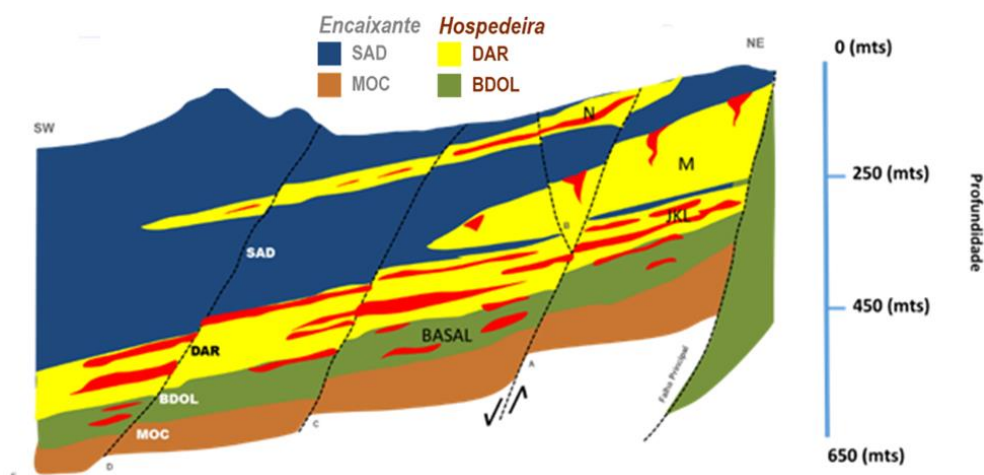 Encaixante Hospedeira
SAD DAR
MOC BDOL
NE
0 (mts)
SW
N
M
250 (mts)
JKL
B
SAD
Profundidade
450 (mts)
BASAL
DAR
A
Falha Principal
BDOL
C
MOC
650 (mts)
D